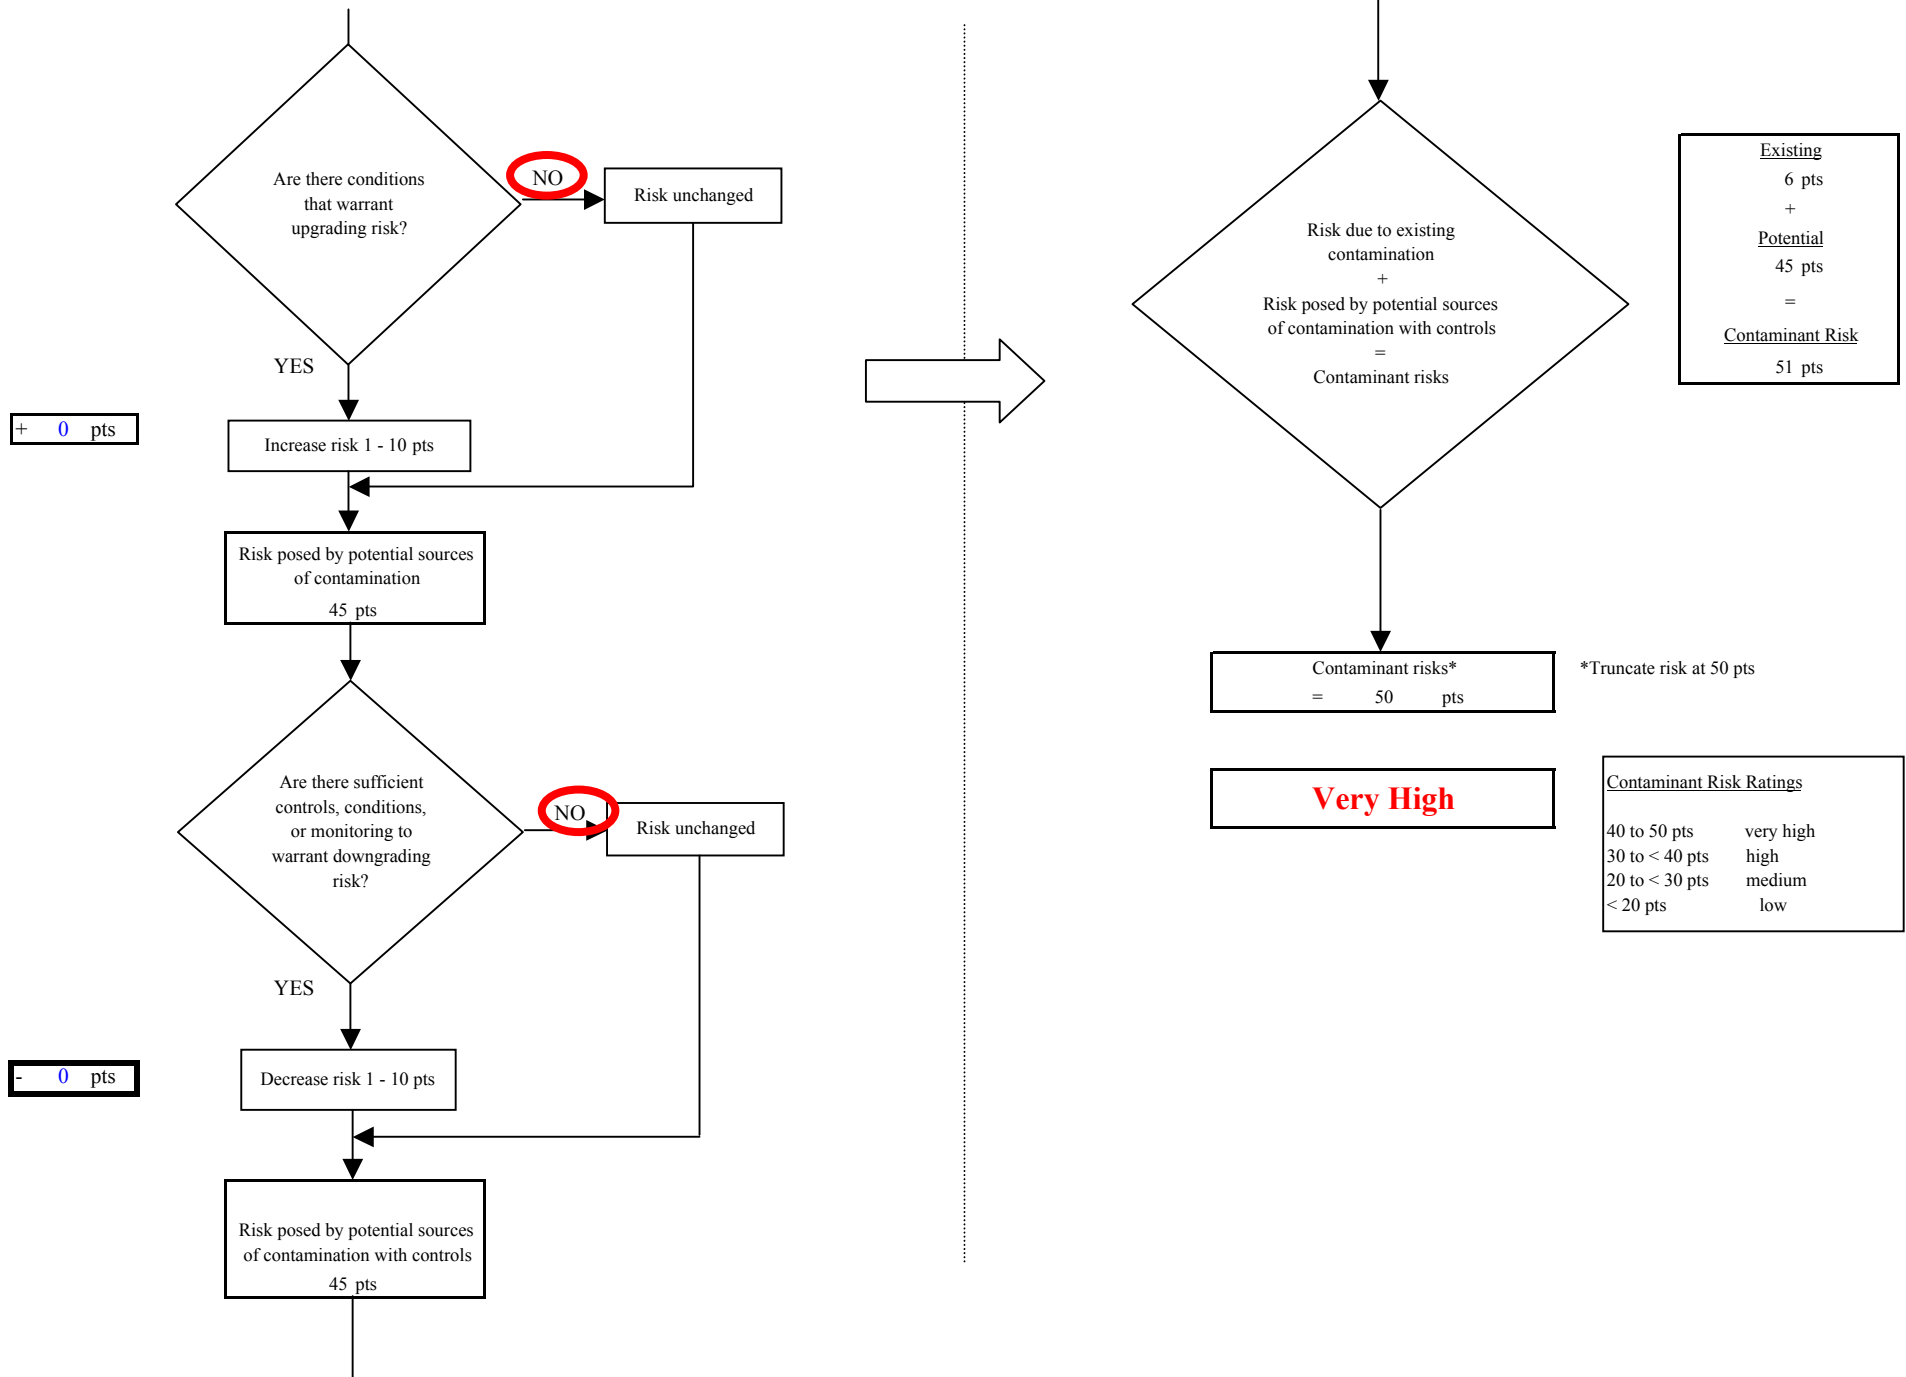 Are there conditions
that warrant
upgrading risk?
NO
Risk unchanged
YES
+ 0 pts
Increase risk 1 - 10 pts
Risk posed by potential sources
of contamination
45 pts
Are there sufficient
controls, conditions,
or monitoring to
warrant downgrading
risk?
NO
Risk unchanged
YES
- 0 pts
Decrease risk 1 - 10 pts
Risk posed by potential sources
of contamination with controls
45 pts
Risk due to existing
contamination
+
Risk posed by potential sources
of contamination with controls
=
Contaminant risks
Existing
6 pts
+
Potential
45 pts
=
Contaminant Risk
51 pts
Contaminant risks*
= 50 pts
*Truncate risk at 50 pts
Very High
Contaminant Risk Ratings
40 to 50 pts very high
30 to < 40 pts high
20 to < 30 pts medium
< 20 pts low